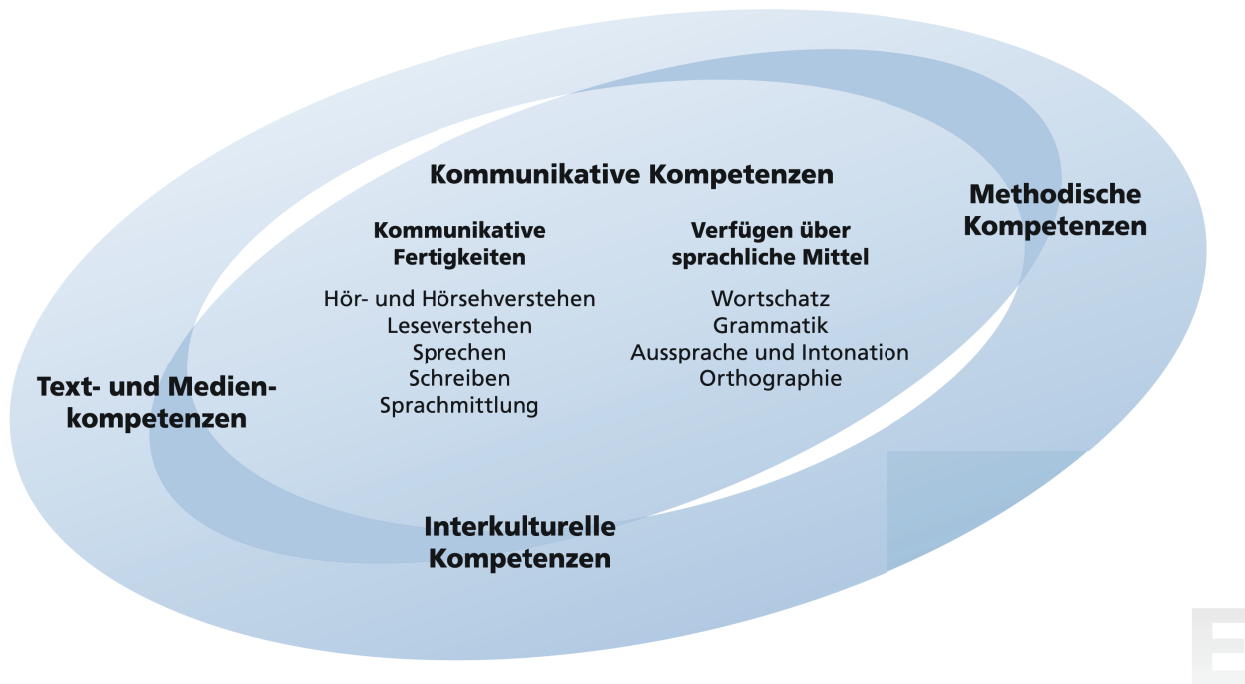 Kommunikative Kompetenzen
Methodische
Kompetenzen
Kommunikative
Fertigkeiten
Hör- und Hörsehverstehen
Leseverstehen
Sprechen
Schreiben
Sprachmittlung
Verfügen über
sprachliche Mittel
Wortschatz
Grammatik
Aussprache und Intonation
Orthographie
Text- und Medien-
kompetenzen
Interkulturelle
Kompetenzen
E